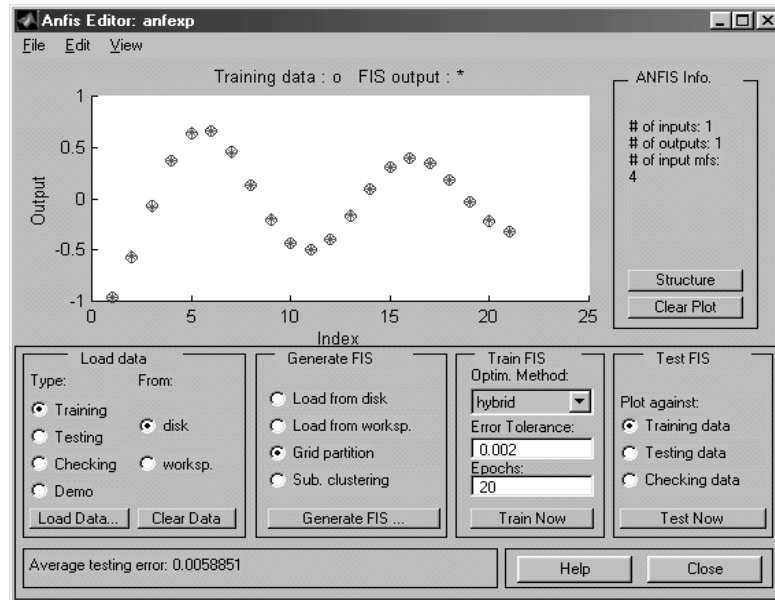 Anfis Editor: anfexp
File Edit View
Training data : o FIS output : *
1
0.5
0
-0.5
-1
Output
0 5 10 15 20 25
Index
ANFIS Info.
# of inputs: 1
# of outputs: 1
# of input mfs:
4
Structure
Clear Plot
Load data
Type: From:
Training
Testing
Checking
Demo
disk
worksp.
Load Data... Clear Data
Generate FIS
Load from disk
Load from worksp.
Grid partition
Sub. clustering
Generate FIS ...
Train FIS
Optim. Method:
hybrid
Error Tolerance:
0.002
Epochs:
20
Train Now
Test FIS
Plot against:
Training data
Testing data
Checking data
Test Now
Average testing error: 0.0058851
Help Close